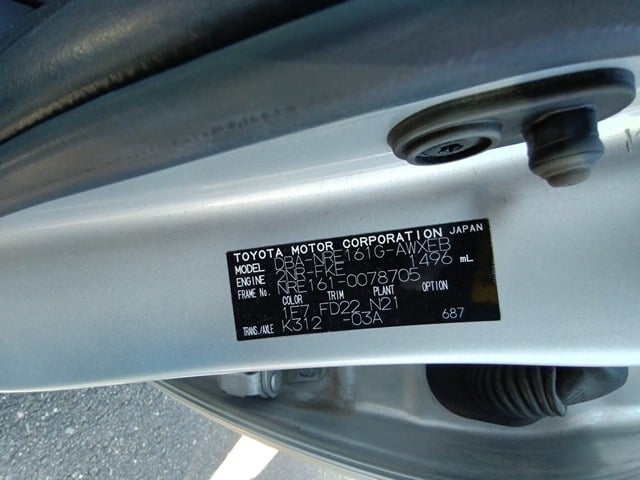 TOYOTA MOTOR CORPORATION JAPAN
MODEL DBA-NRE161G-AWXEB
ENGINE 2NR-FKE 1496 mL
FRAME No. NRE161-0078705
COLOR TRIM PLANT OPTION
1E7 FD22 N21
TRANS./AXLE K312 -03A 687